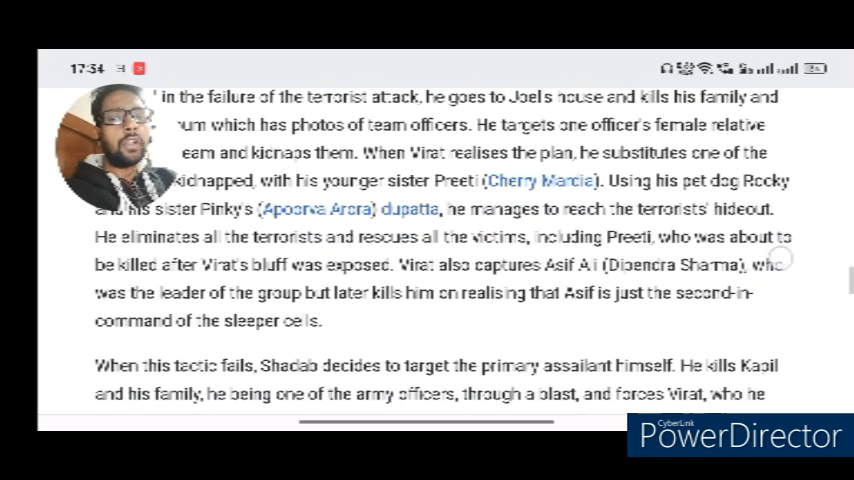 17:54
in the failure of the terrorist attack, he goes to Joel's house and kills his family and
um which has photos of team officers. He targets one officer's female relative
eam and kidnaps them. When Virat realises the plan, he substitutes one of the
kidnapped, with his younger sister Preeti (Cherry Mardia). Using his pet dog Rocky
and his sister Pinky's (Apoorva Arora) dupatta, he manages to reach the terrorists' hideout.
He eliminates all the terrorists and rescues all the victims, including Preeti, who was about to
be killed after Virat's bluff was exposed. Virat also captures Asif Ali (Dipendra Sharma), who
was the leader of the group but later kills him on realising that Asif is just the second-in-
command of the sleeper cells.
When this tactic fails, Shadab decides to target the primary assailant himself. He kills Kapil
and his family, he being one of the army officers, through a blast, and forces Virat, who he
CyberLink
PowerDirector